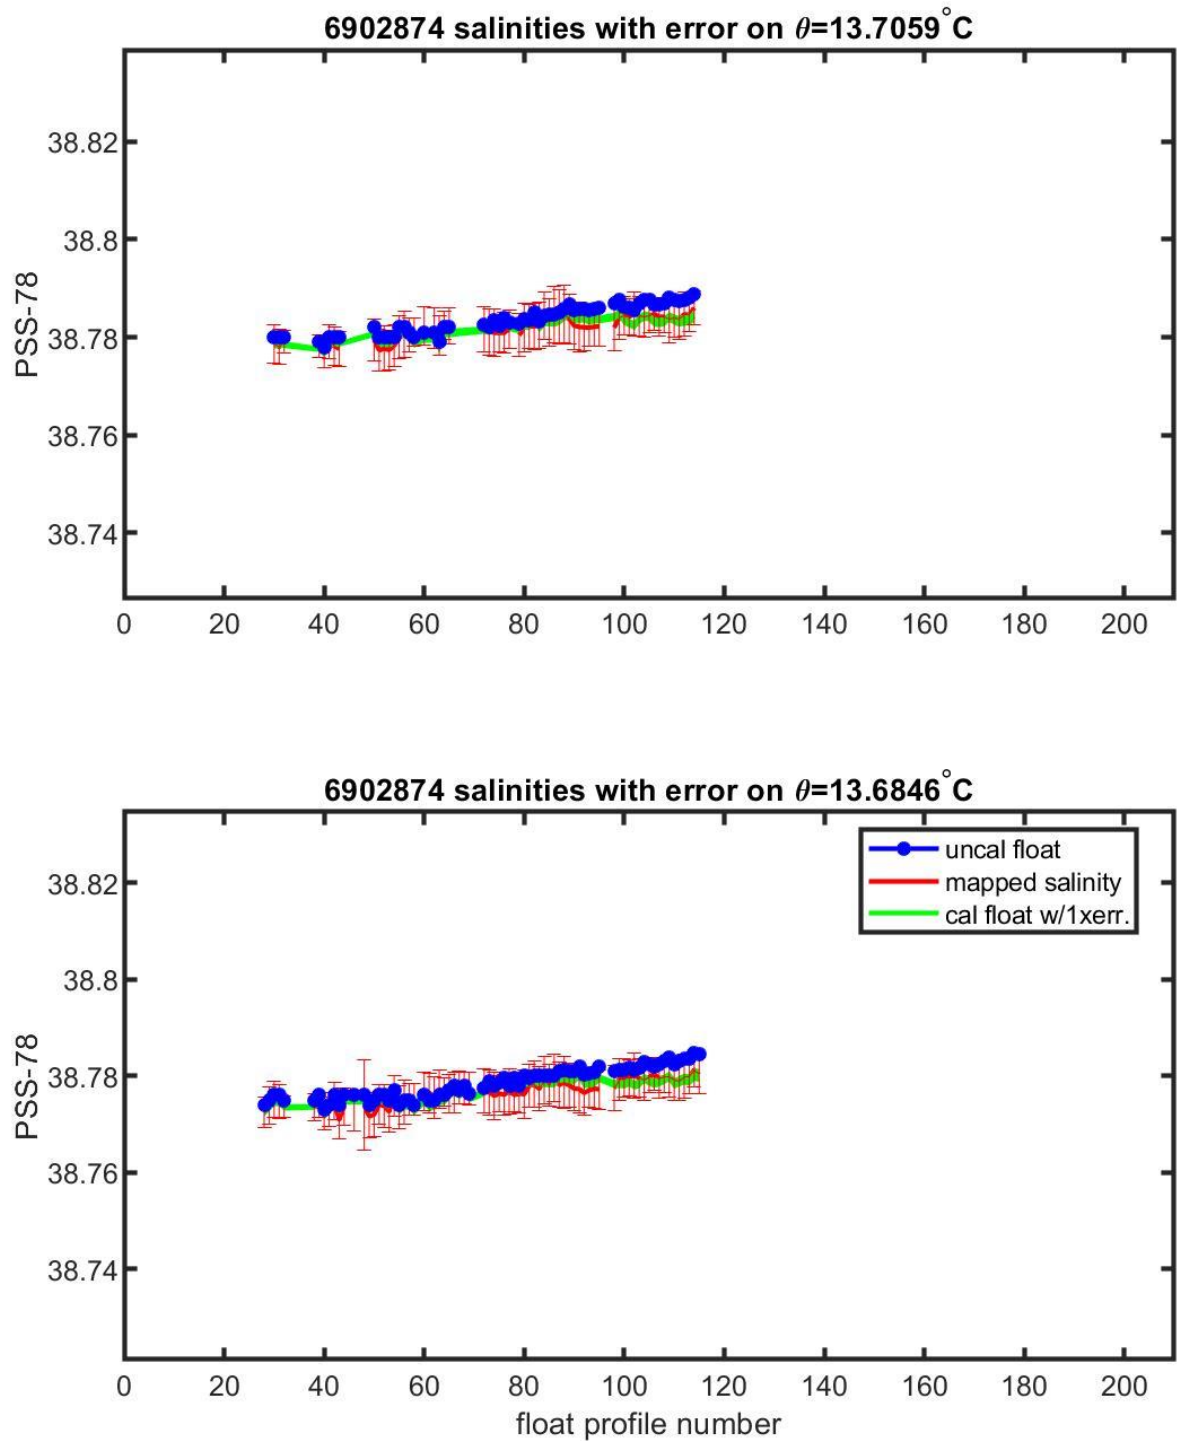 6902874 salinities with error on θ=13.7059°C
PSS-78
38.82
38.8
38.78
38.76
38.74
0 20 40 60 80 100 120 140 160 180 200
6902874 salinities with error on θ=13.6846°C
PSS-78
38.82
38.8
38.78
38.76
38.74
uncal float
mapped salinity
cal float w/1xerr.
0 20 40 60 80 100 120 140 160 180 200
float profile number